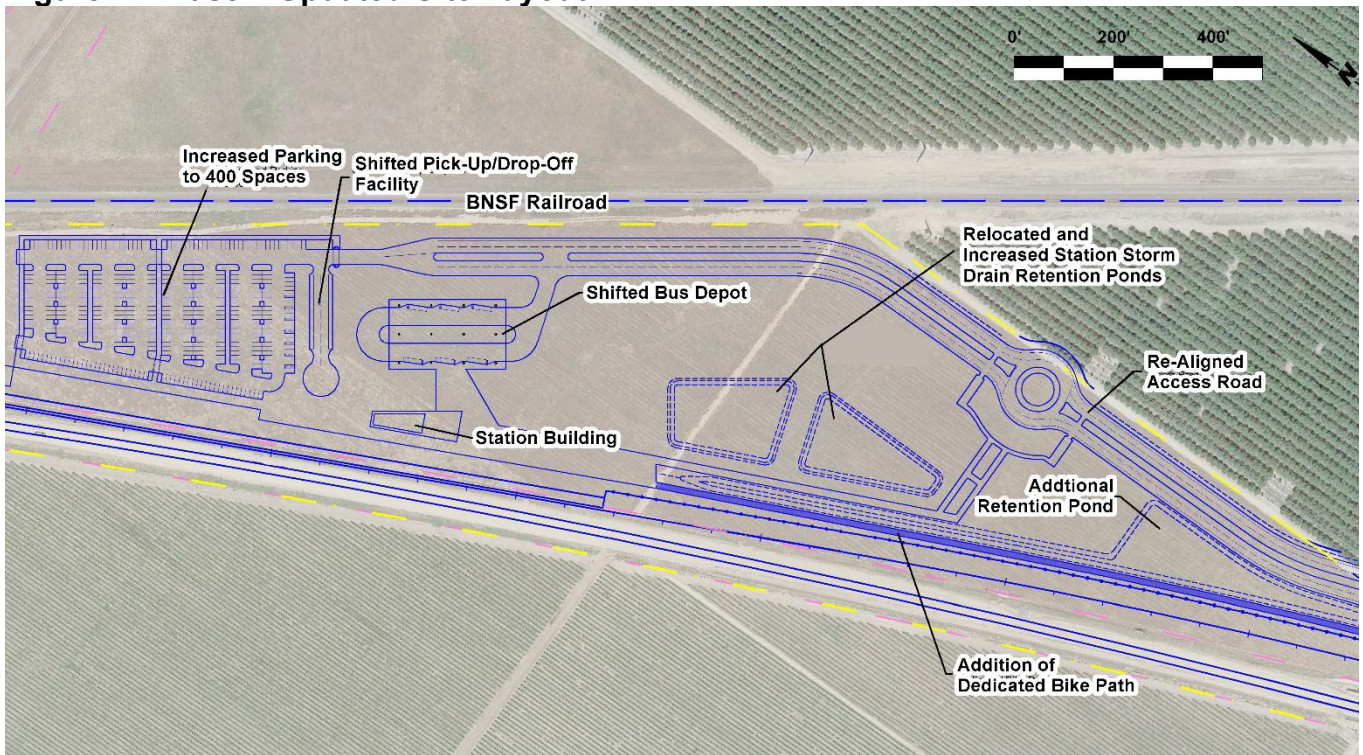 0'
200'
400'
N
Increased Parking
to 400 Spaces
Shifted Pick-Up/Drop-Off
Facility
BNSF Railroad
Relocated and
Increased Station Storm
Drain Retention Ponds
Shifted Bus Depot
Re-Aligned
Access Road
Station Building
Addtional
Retention Pond
Addition of
Dedicated Bike Path